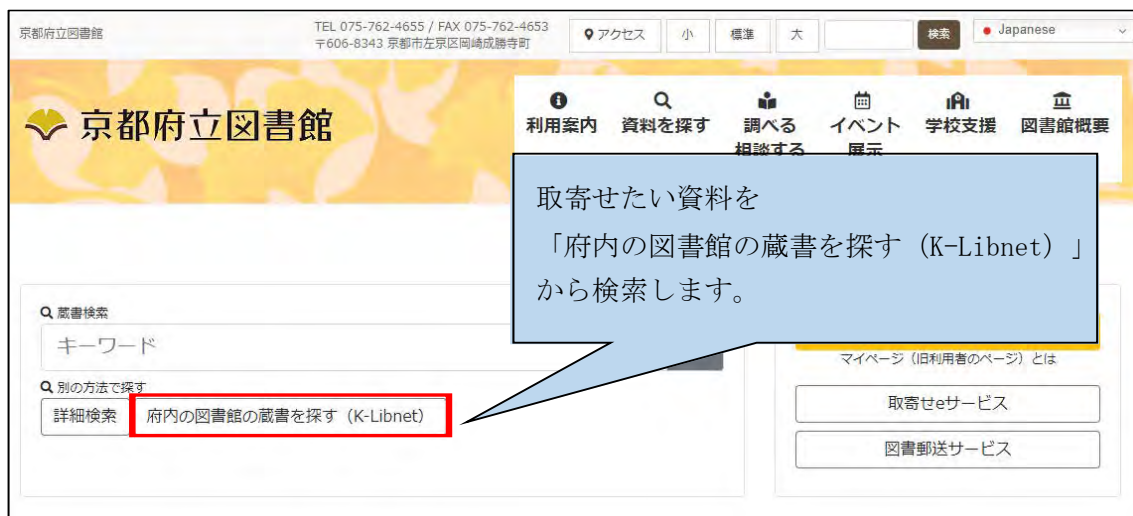 京都府立図書館
TEL 075-762-4655 / FAX 075-762-4653
〒606-8343 京都市左京区岡崎成勝寺町
アクセス 小 標準 大 検索 Japanese
京都府立図書館
利用案内 資料を探す 調べる 相談する イベント 展示 学校支援 図書館概要
取寄せたい資料を
「府内の図書館の蔵書を探す（K-Libnet）」
から検索します。
蔵書検索
キーワード
マイページ（旧利用者のページ）とは
別の方法で探す
詳細検索 府内の図書館の蔵書を探す（K-Libnet）
取寄せeサービス
図書郵送サービス